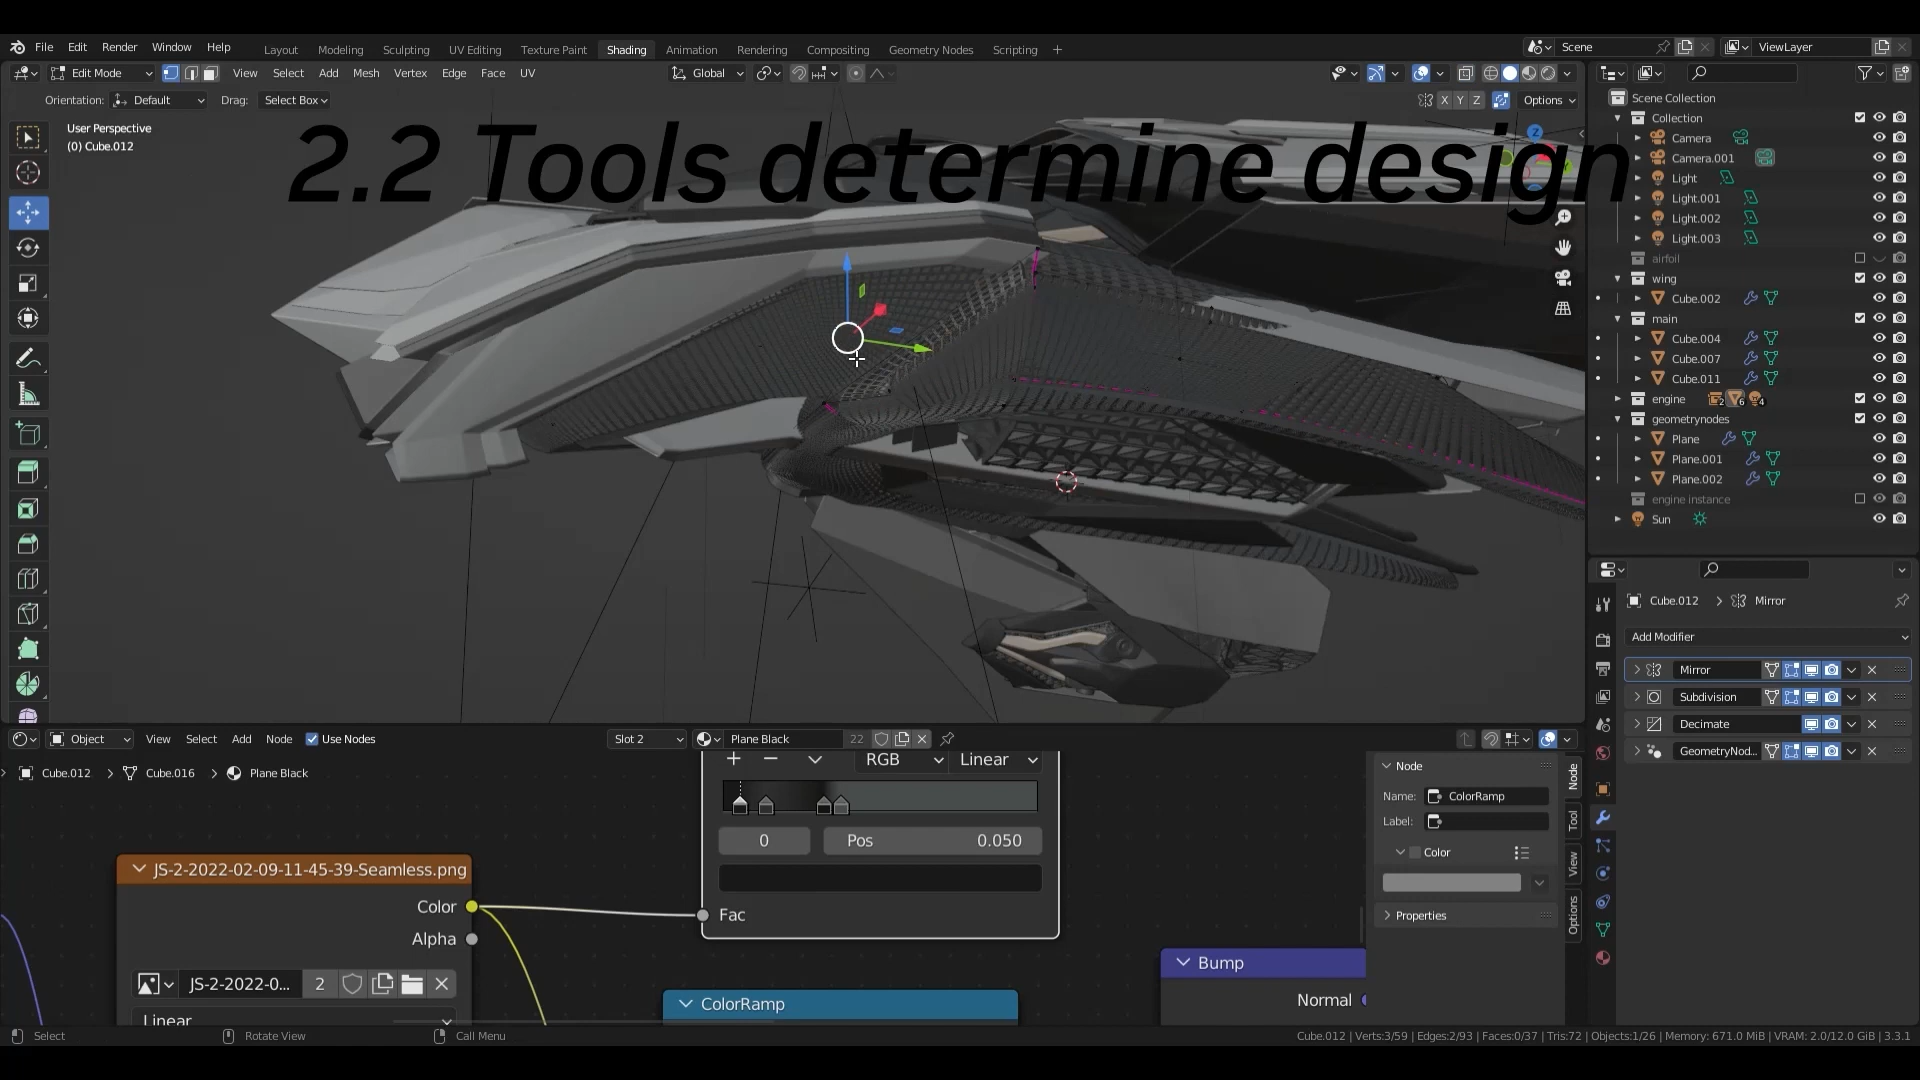 File Edit Render Window Help Layout Modeling Sculpting UV Editing Texture Paint Shading Animation Rendering Compositing Geometry Nodes Scripting + Scene ViewLayer
Edit Mode View Select Add Mesh Vertex Edge Face UV Global
Orientation: Default Drag: Select Box X Y Z Options
User Perspective
(0) Cube.012
2.2 Tools determine design
Z
Scene Collection
Collection
Camera
Camera.001
Light
Light.001
Light.002
Light.003
airfoil
wing
Cube.002
main
Cube.004
Cube.007
Cube.011
engine 2 6 4
geometrynodes
Plane
Plane.001
Plane.002
engine instance
Sun
Cube.012 > Mirror
Add Modifier
Mirror
Subdivision
Decimate
GeometryNod...
Object View Select Add Node Use Nodes Slot 2 Plane Black 22
Cube.012 > Cube.016 > Plane Black
+ − RGB Linear
0 Pos 0.050
Fac
JS-2-2022-02-09-11-45-39-Seamless.png
Color
Alpha
JS-2-2022-0... 2
Linear
ColorRamp
Bump
Normal
Node
Name: ColorRamp
Label:
Color
Properties
Node
Tool
View
Options
Select Rotate View Call Menu Cube.012 | Verts:3/59 | Edges:2/93 | Faces:0/37 | Tris:72 | Objects:1/26 | Memory: 671.0 MiB | VRAM: 2.0/12.0 GiB | 3.3.1